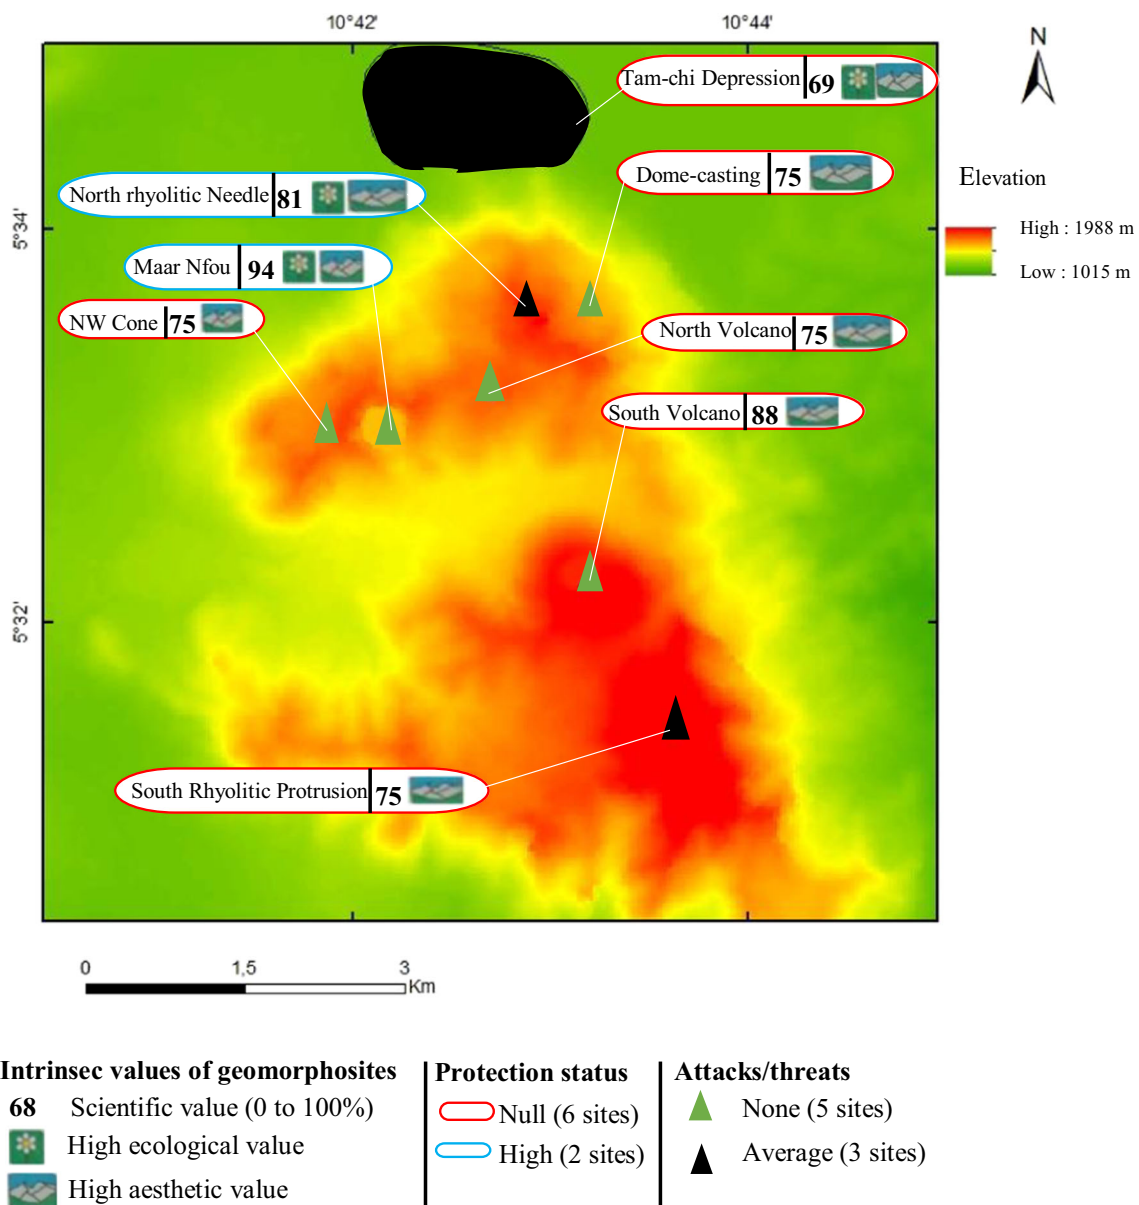 10°42'
10°44'
N
Tam-chi Depression 69
Dome-casting 75
North rhyolitic Needle 81
Elevation
High : 1988 m
Low : 1015 m
5°34'
Maar Nfou 94
NW Cone 75
North Volcano 75
South Volcano 88
5°32'
South Rhyolitic Protrusion 75
0 1,5 3
Km
Intrinsec values of geomorphosites
68 Scientific value (0 to 100%)
High ecological value
High aesthetic value
Protection status
Null (6 sites)
High (2 sites)
Attacks/threats
None (5 sites)
Average (3 sites)